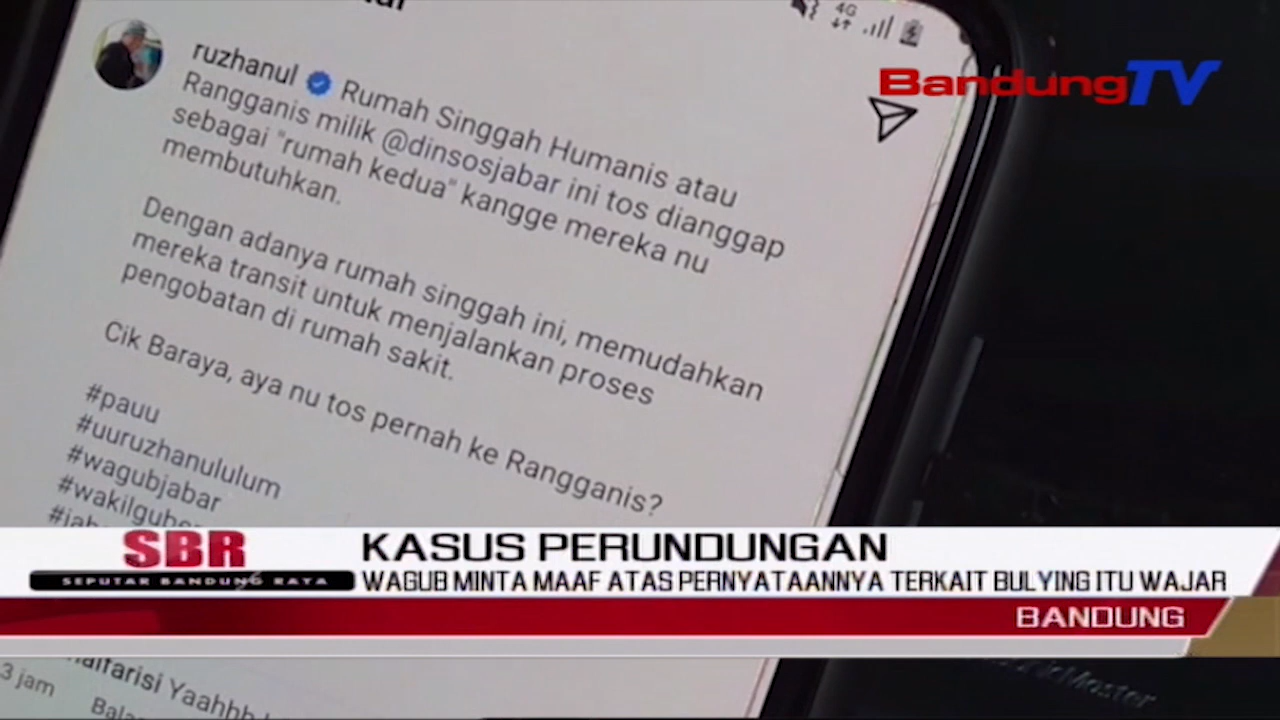 4G
BandungTV
ruzhanul Rumah Singgah Humanis atau
Rangganis milik @dinsosjabar ini tos dianggap
sebagai "rumah kedua" kangge mereka nu
membutuhkan.
Dengan adanya rumah singgah ini, memudahkan
mereka transit untuk menjalankan proses
pengobatan di rumah sakit.
Cik Baraya, aya nu tos pernah ke Rangganis?
#pauu
#uuruzhanululum
#wagubjabar
SBR
SEPUTAR BANDUNG RAYA
KASUS PERUNDUNGAN
WAGUB MINTA MAAF ATAS PERNYATAANNYA TERKAIT BULYING ITU WAJAR
BANDUNG
Yaahhh
3 jam